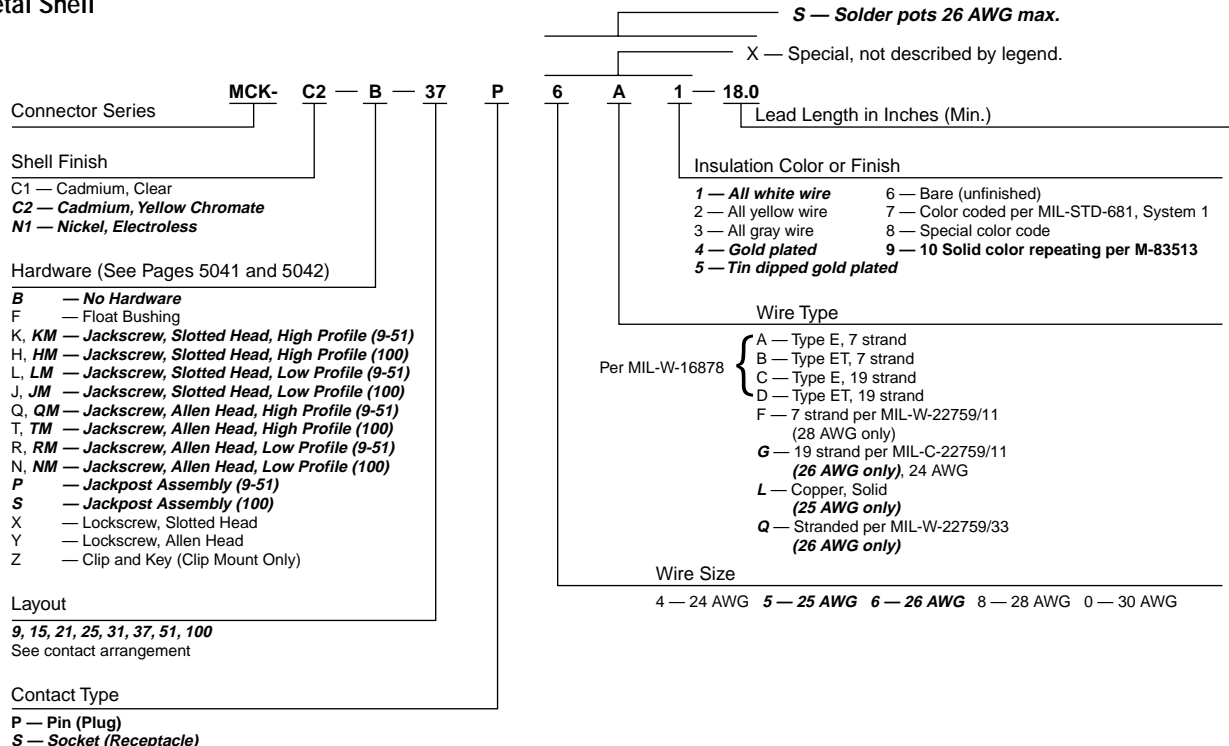 etal Shell
S — Solder pots 26 AWG max.
X — Special, not described by legend.
MCK- C2 — B — 37 P 6 A 1 — 18.0
Connector Series
Lead Length in Inches (Min.)
Shell Finish
C1 — Cadmium, Clear
C2 — Cadmium, Yellow Chromate
N1 — Nickel, Electroless
Insulation Color or Finish
1 — All white wire
2 — All yellow wire
3 — All gray wire
4 — Gold plated
5 — Tin dipped gold plated
6 — Bare (unfinished)
7 — Color coded per MIL-STD-681, System 1
8 — Special color code
9 — 10 Solid color repeating per M-83513
Hardware (See Pages 5041 and 5042)
B — No Hardware
F — Float Bushing
K, KM — Jackscrew, Slotted Head, High Profile (9-51)
H, HM — Jackscrew, Slotted Head, High Profile (100)
L, LM — Jackscrew, Slotted Head, Low Profile (9-51)
J, JM — Jackscrew, Slotted Head, Low Profile (100)
Q, QM — Jackscrew, Allen Head, High Profile (9-51)
T, TM — Jackscrew, Allen Head, High Profile (100)
R, RM — Jackscrew, Allen Head, Low Profile (9-51)
N, NM — Jackscrew, Allen Head, Low Profile (100)
P — Jackpost Assembly (9-51)
S — Jackpost Assembly (100)
X — Lockscrew, Slotted Head
Y — Lockscrew, Allen Head
Z — Clip and Key (Clip Mount Only)
Wire Type
Per MIL-W-16878
A — Type E, 7 strand
B — Type ET, 7 strand
C — Type E, 19 strand
D — Type ET, 19 strand
F — 7 strand per MIL-W-22759/11
(28 AWG only)
G — 19 strand per MIL-C-22759/11
(26 AWG only), 24 AWG
L — Copper, Solid
(25 AWG only)
Q — Stranded per MIL-W-22759/33
(26 AWG only)
Wire Size
4 — 24 AWG 5 — 25 AWG 6 — 26 AWG 8 — 28 AWG 0 — 30 AWG
Layout
9, 15, 21, 25, 31, 37, 51, 100
See contact arrangement
Contact Type
P — Pin (Plug)
S — Socket (Receptacle)